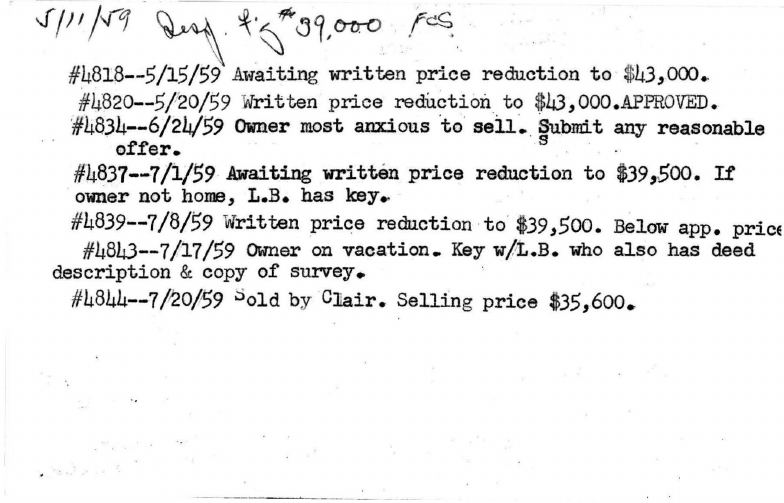 5/11/59 Desp. fig # 39,000 FCS
#4818--5/15/59 Awaiting written price reduction to $43,000.
#4820--5/20/59 Written price reduction to $43,000.APPROVED.
#4834--6/24/59 Owner most anxious to sell. Submit any reasonable
s
offer.
#4837--7/1/59 Awaiting written price reduction to $39,500. If
owner not home, L.B. has key.
#4839--7/8/59 Written price reduction to $39,500. Below app. price
#4843--7/17/59 Owner on vacation. Key w/L.B. who also has deed
description & copy of survey.
#4844--7/20/59 Sold by Clair. Selling price $35,600.